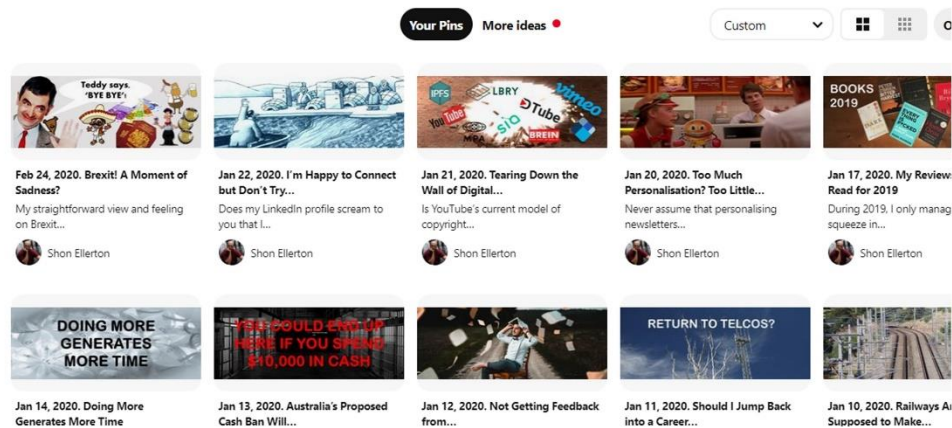 Your Pins
More ideas
Custom
Teddy says,
'BYE BYE':
IPFS
LBRY
vimeo
YouTube
DTube
sia
MPA
BREIN
BOOKS
2019
EVERY
THING
IS
F*CKED
Feb 24, 2020. Brexit! A Moment of
Sadness?
My straightforward view and feeling
on Brexit...
Shon Ellerton
Jan 22, 2020. I'm Happy to Connect
but Don't Try...
Does my LinkedIn profile scream to
you that I...
Shon Ellerton
Jan 21, 2020. Tearing Down the
Wall of Digital...
Is YouTube's current model of
copyright...
Shon Ellerton
Jan 20, 2020. Too Much
Personalisation? Too Little...
Never assume that personalising
newsletters...
Shon Ellerton
Jan 17, 2020. My Review
Read for 2019
During 2019, I only manag
squeeze in...
Shon Ellerton
DOING MORE
GENERATES
MORE TIME
YOU COULD END UP
HERE IF YOU SPEND
$10,000 IN CASH
RETURN TO TELCOS?
Jan 14, 2020. Doing More
Generates More Time
Jan 13, 2020. Australia's Proposed
Cash Ban Will...
Jan 12, 2020. Not Getting Feedback
from...
Jan 11, 2020. Should I Jump Back
into a Career...
Jan 10, 2020. Railways A
Supposed to Make...